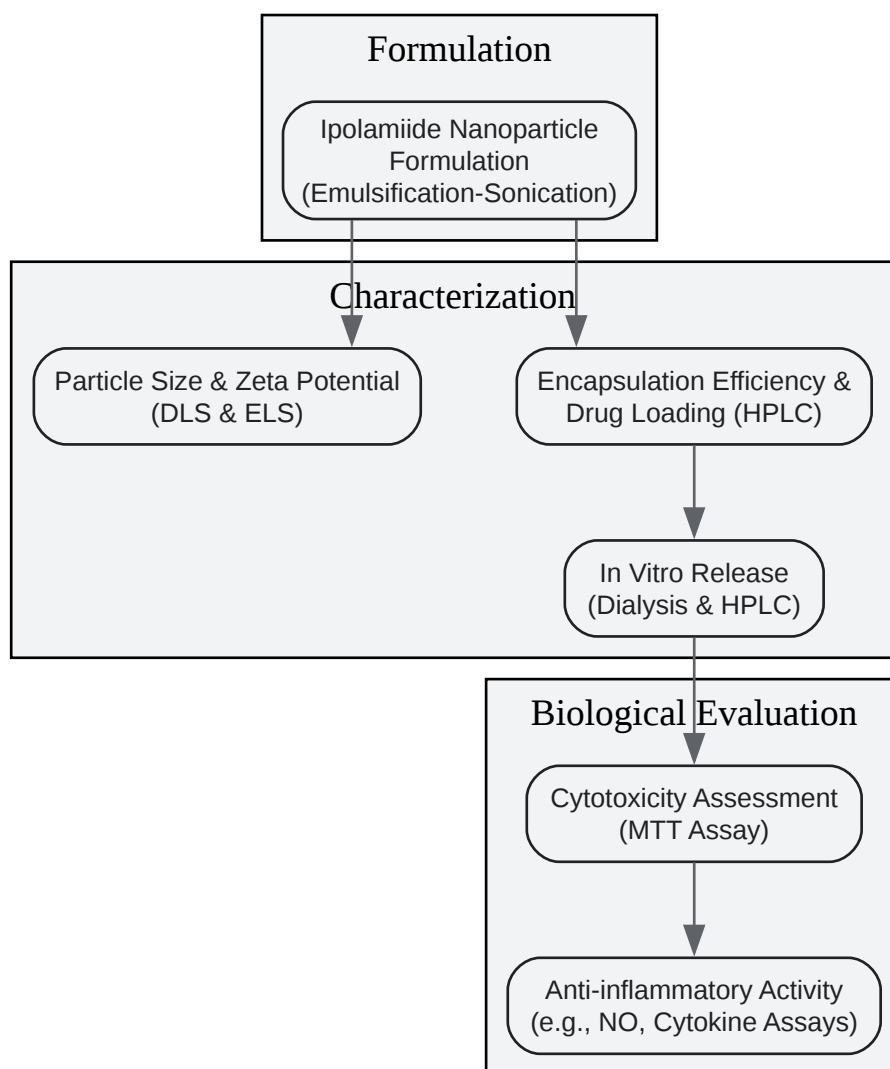 Formulation
Ipolamiide Nanoparticle
Formulation
(Emulsification-Sonication)
Characterization
Particle Size & Zeta Potential
(DLS & ELS)
Encapsulation Efficiency &
Drug Loading (HPLC)
In Vitro Release
(Dialysis & HPLC)
Biological Evaluation
Cytotoxicity Assessment
(MTT Assay)
Anti-inflammatory Activity
(e.g., NO, Cytokine Assays)